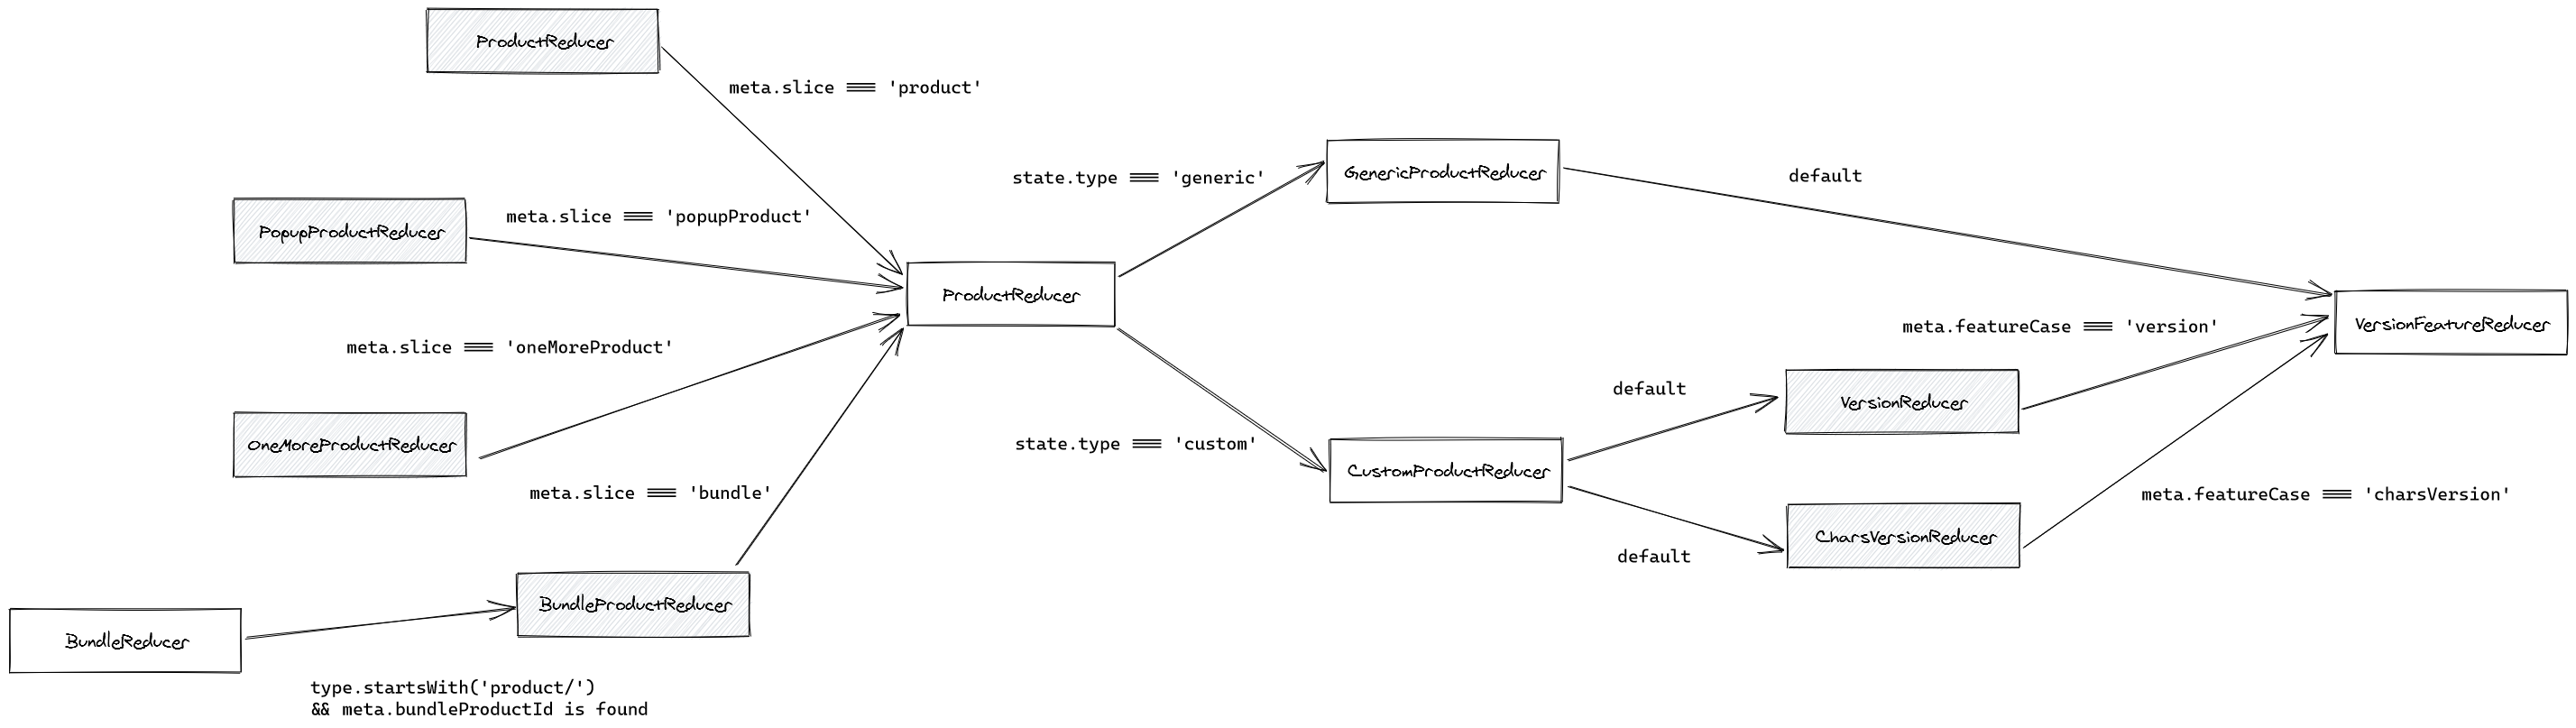 ProductReducer
meta.slice === 'product'
PopupProductReducer
meta.slice === 'popupProduct'
OneMoreProductReducer
meta.slice === 'oneMoreProduct'
BundleReducer
type.startsWith('product/')
&& meta.bundleProductId is found
BundleProductReducer
meta.slice === 'bundle'
ProductReducer
state.type === 'generic'
GenericProductReducer
default
state.type === 'custom'
CustomProductReducer
default
VersionReducer
meta.featureCase === 'version'
default
CharsVersionReducer
meta.featureCase === 'charsVersion'
VersionFeatureReducer